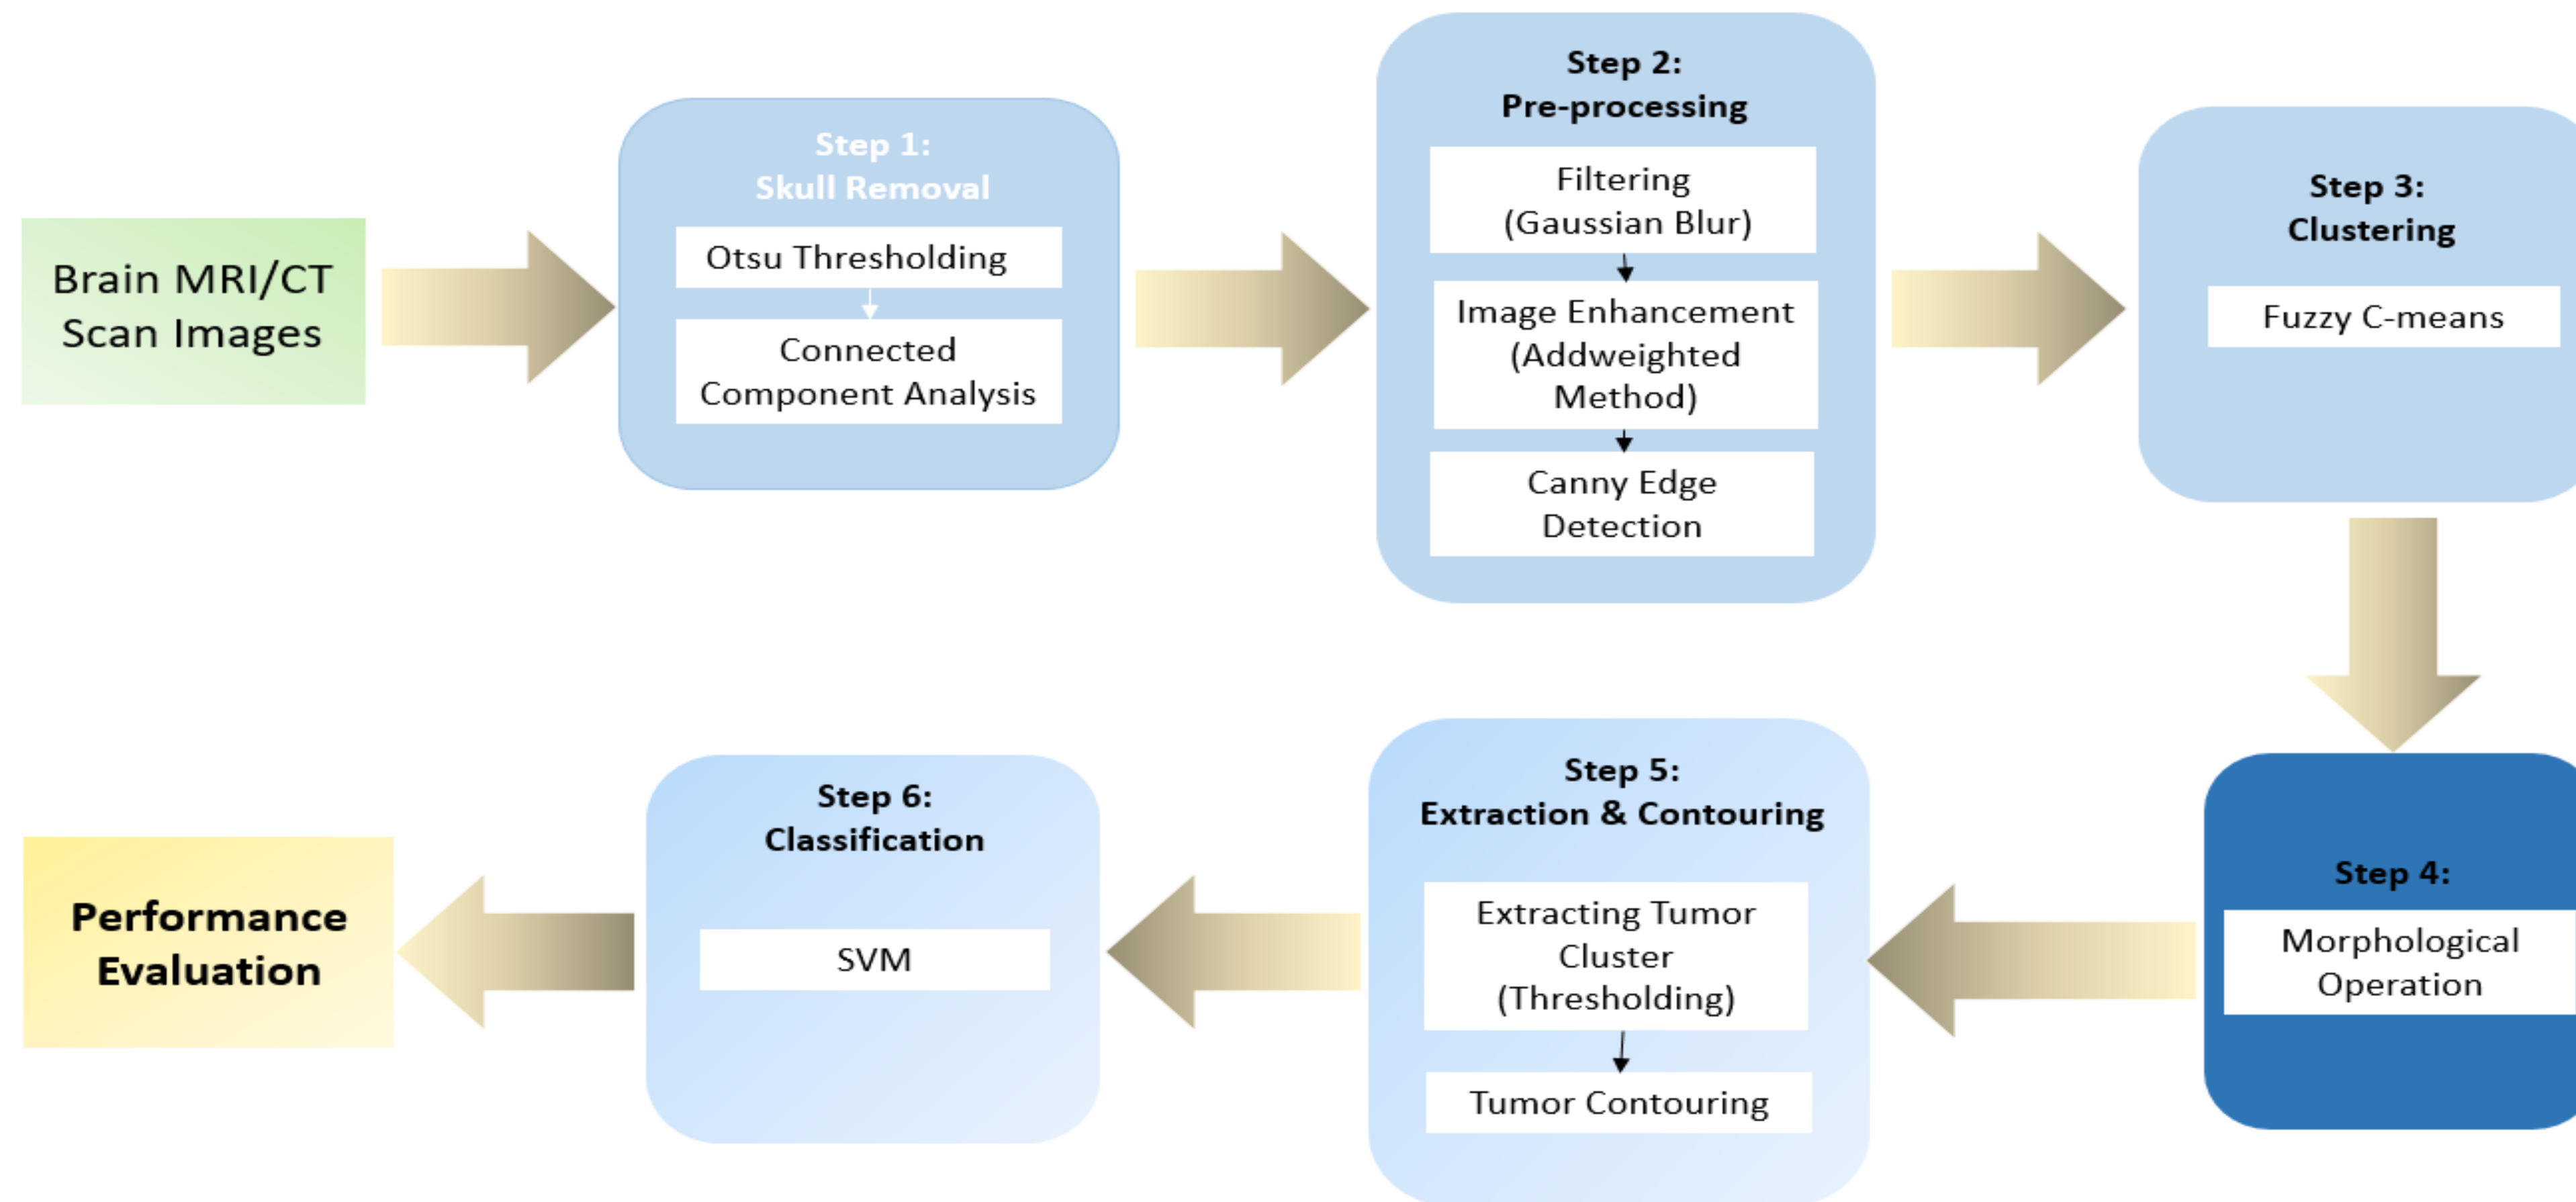 Brain MRI/CT
Scan Images
Step 1:
Skull Removal
Otsu Thresholding
Connected
Component Analysis
Step 2:
Pre-processing
Filtering
(Gaussian Blur)
Image Enhancement
(Addweighted
Method)
Canny Edge
Detection
Step 3:
Clustering
Fuzzy C-means
Step 4:
Morphological
Operation
Step 5:
Extraction & Contouring
Extracting Tumor
Cluster
(Thresholding)
Tumor Contouring
Step 6:
Classification
SVM
Performance
Evaluation